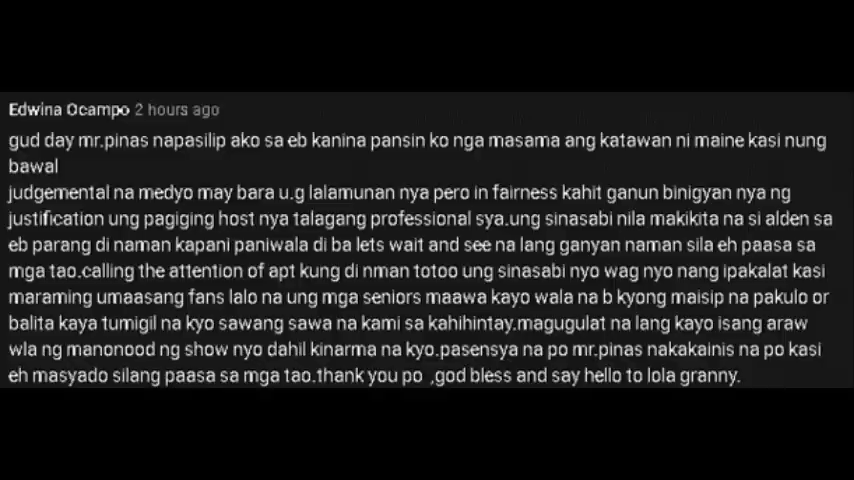 Edwina Ocampo 2 hours ago
gud day mr.pinas napasilip ako sa eb kanina pansin ko nga masama ang katawan ni maine kasi nung
bawal
judgemental na medyo may bara u.g lalamunan nya pero in fairness kahit ganun binigyan nya ng
justification ung pagiging host nya talagang professional sya.ung sinasabi nila makikita na si alden sa
eb parang di naman kapani paniwala di ba lets wait and see na lang ganyan naman sila eh paasa sa
mga tao.calling the attention of apt kung di nman totoo ung sinasabi nyo wag nyo nang ipakalat kasi
maraming umaasang fans lalo na ung mga seniors maawa kayo wala na b kyong maisip na pakulo or
balita kaya tumigil na kyo sawang sawa na kami sa kahihintay.magugulat na lang kayo isang araw
wla ng manonood ng show nyo dahil kinarma na kyo.pasensya na po mr.pinas nakakainis na po kasi
eh masyado silang paasa sa mga tao.thank you po ,god bless and say hello to lola granny.